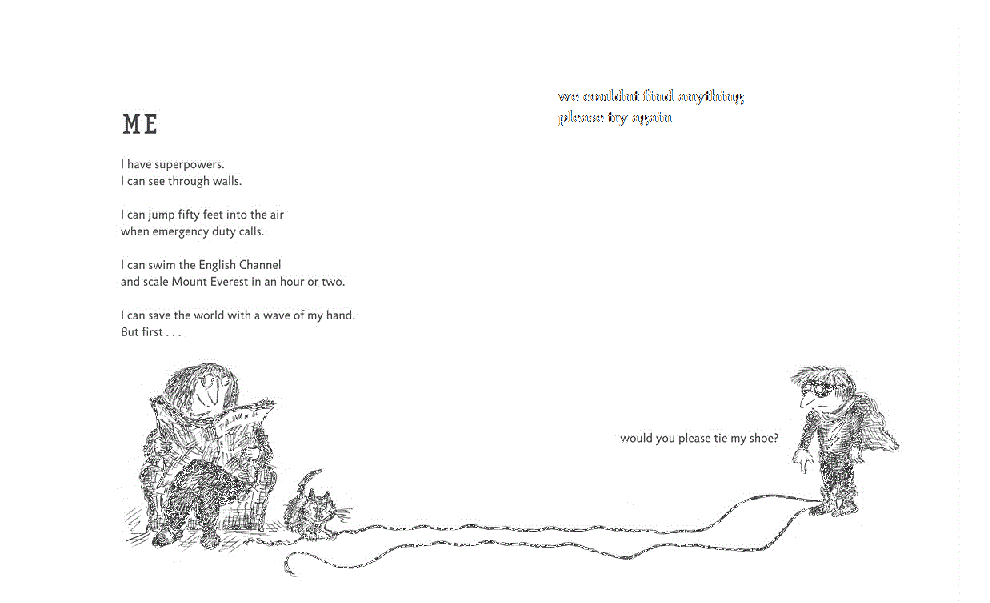 ME
I have superpowers.
I can see through walls.
I can jump fifty feet into the air
when emergency duty calls.
I can swim the English Channel
and scale Mount Everest in an hour or two.
I can save the world with a wave of my hand.
But first . . .
would you please tie my shoe?
we couldnt find anything
please try again